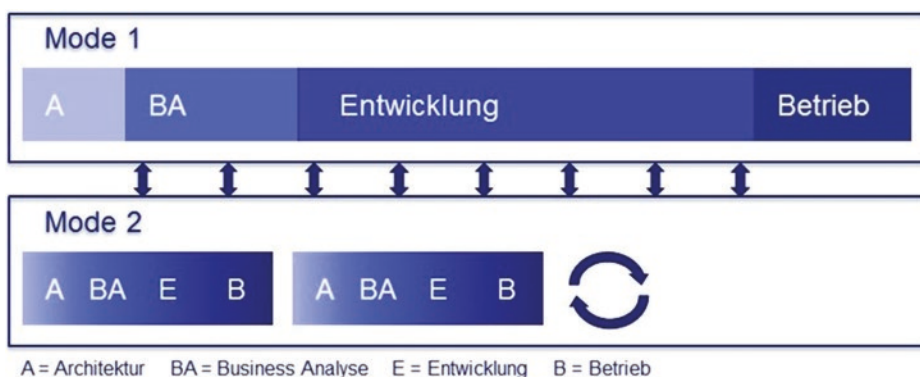 Mode 1
A BA Entwicklung Betrieb
Mode 2
A BA E B A BA E B
A = Architektur BA = Business Analyse E = Entwicklung B = Betrieb